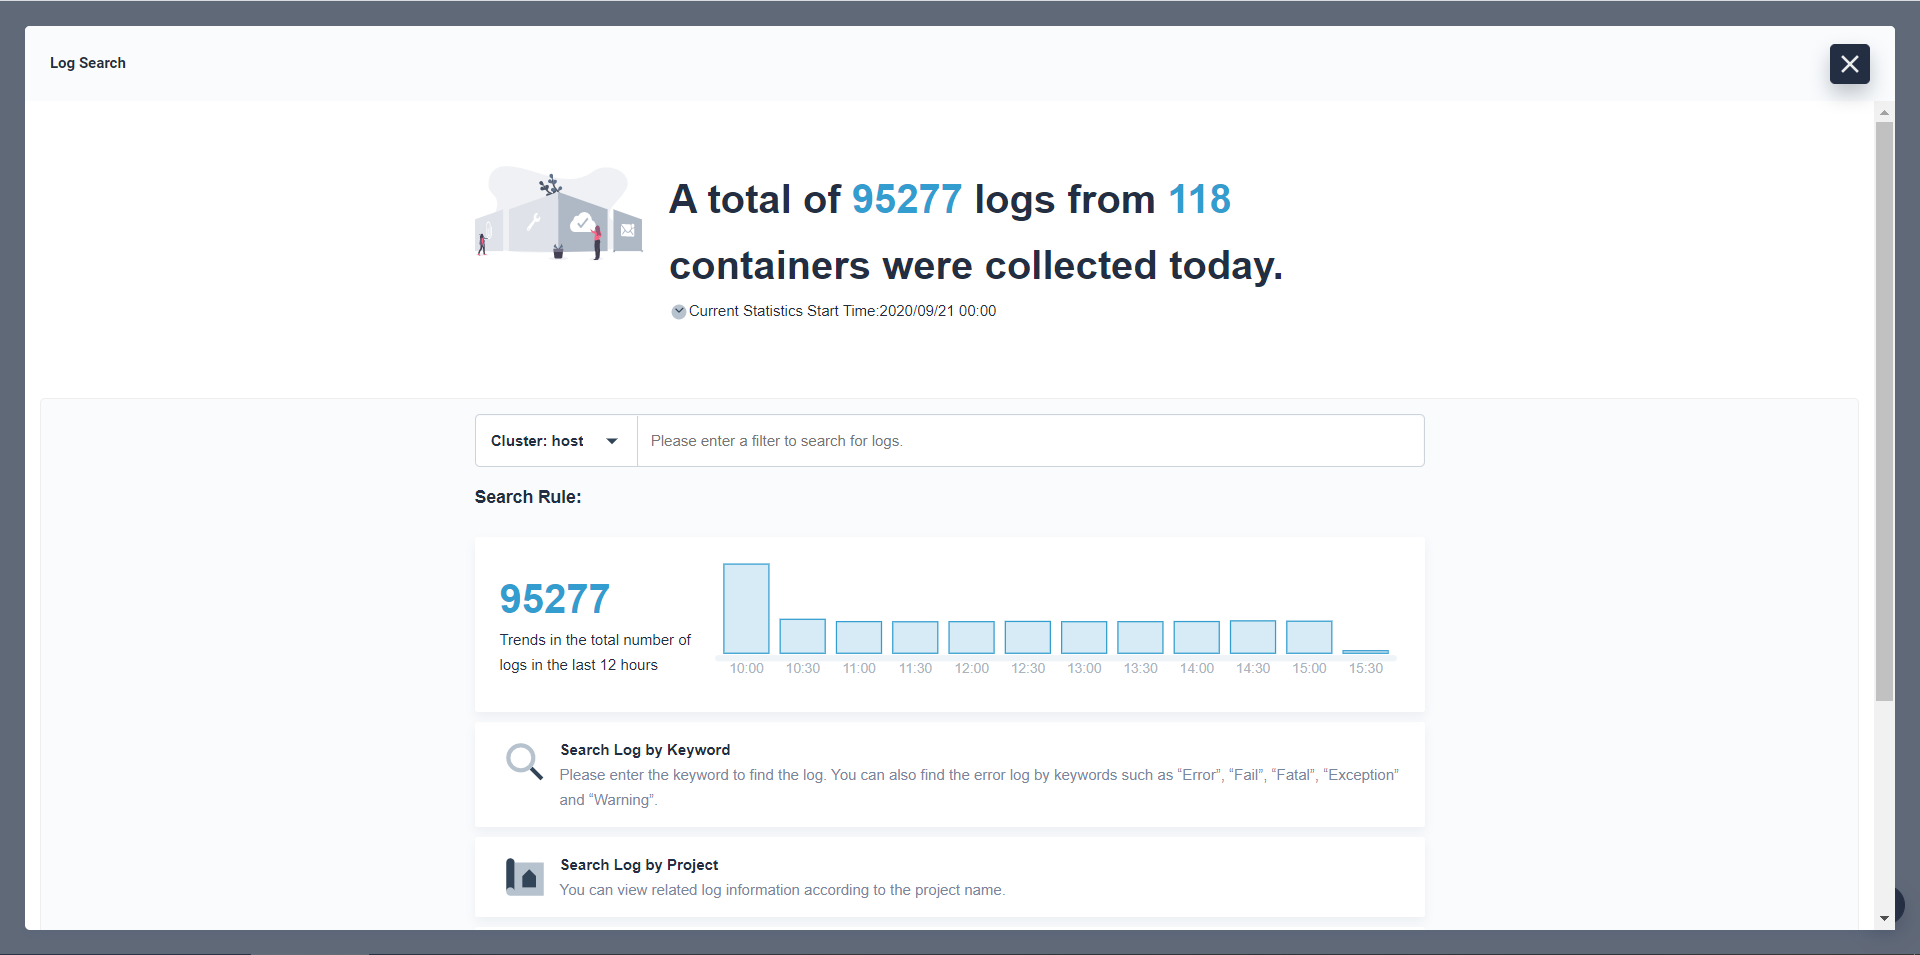 Log Search
A total of 95277 logs from 118
containers were collected today.
Current Statistics Start Time:2020/09/21 00:00
Cluster: host
Please enter a filter to search for logs.
Search Rule:
95277
Trends in the total number of
logs in the last 12 hours
10:00 10:30 11:00 11:30 12:00 12:30 13:00 13:30 14:00 14:30 15:00 15:30
Search Log by Keyword
Please enter the keyword to find the log. You can also find the error log by keywords such as “Error”, “Fail”, “Fatal”, “Exception”
and “Warning”.
Search Log by Project
You can view related log information according to the project name.